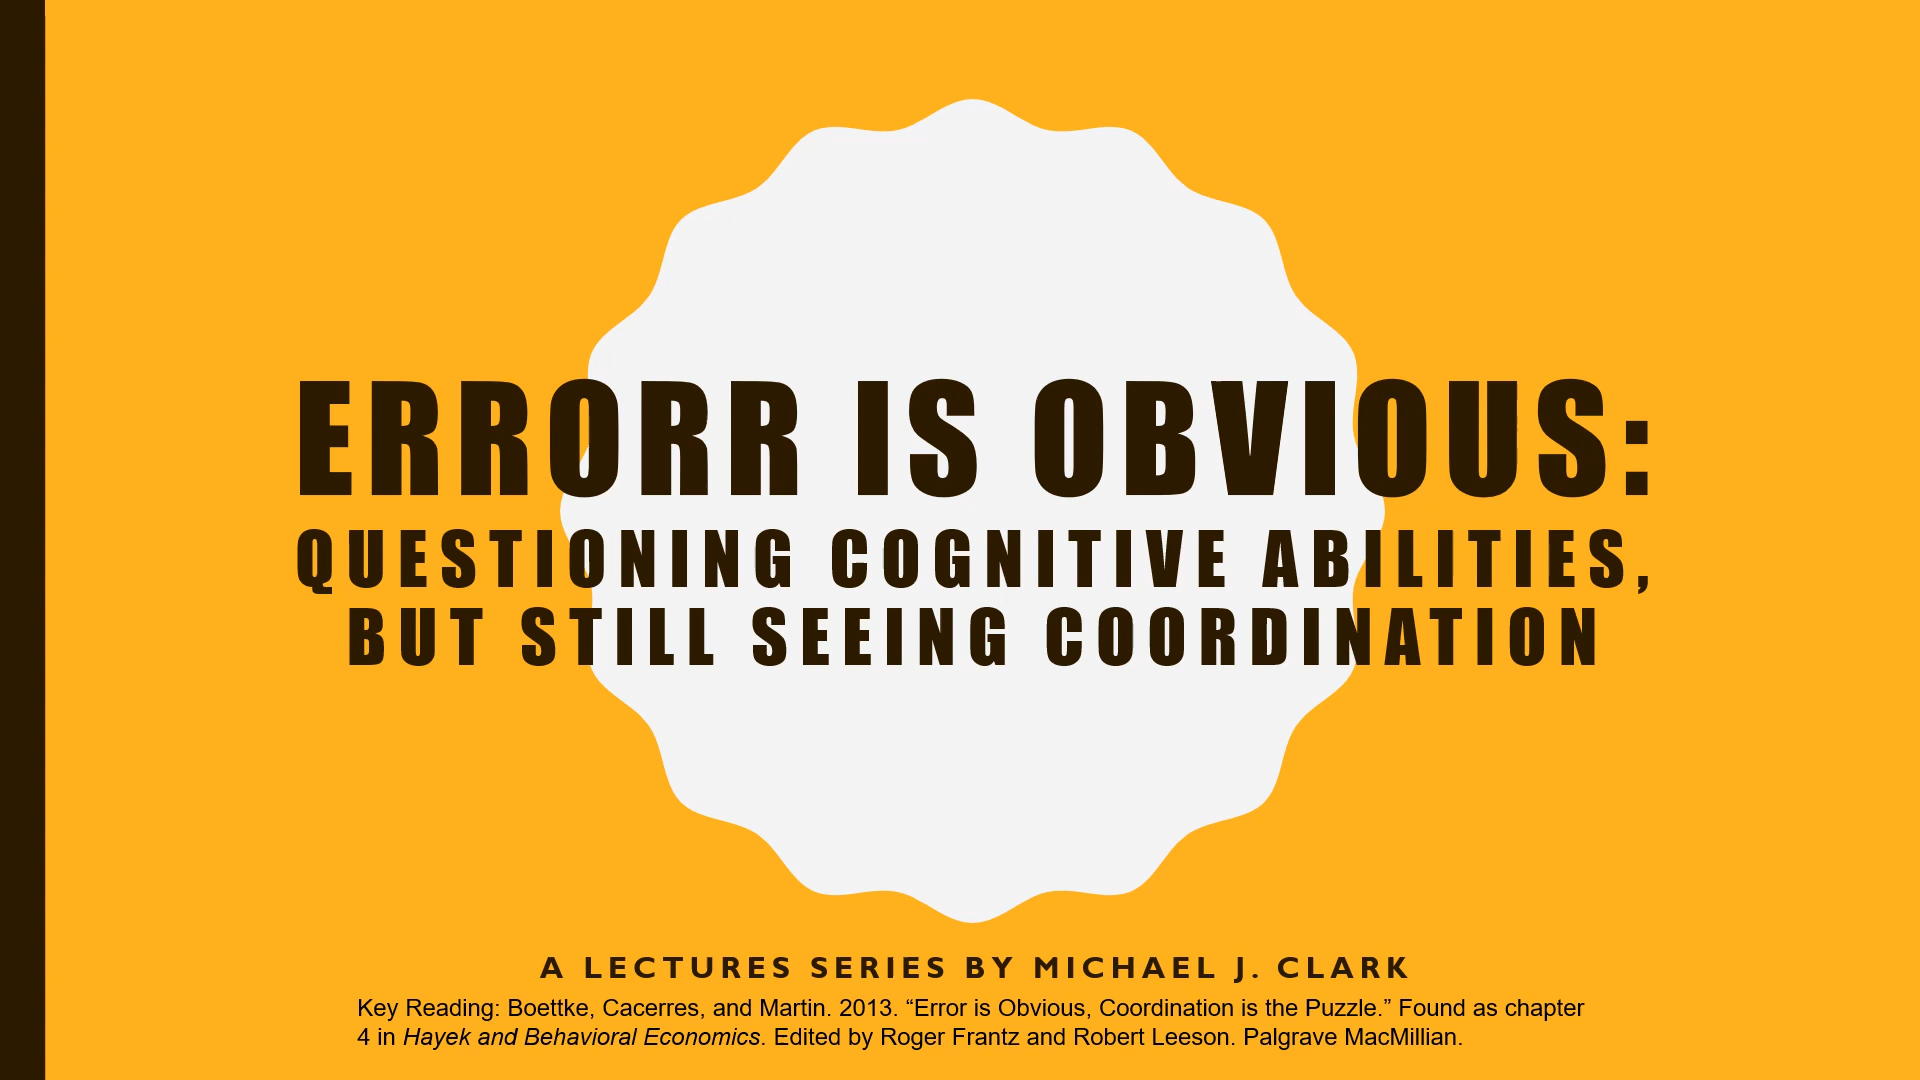 ERRORR IS OBVIOUS:
QUESTIONING COGNITIVE ABILITIES,
BUT STILL SEEING COORDINATION
A LECTURES SERIES BY MICHAEL J. CLARK
Key Reading: Boettke, Cacerres, and Martin. 2013. “Error is Obvious, Coordination is the Puzzle.” Found as chapter
4 in Hayek and Behavioral Economics. Edited by Roger Frantz and Robert Leeson. Palgrave MacMillian.